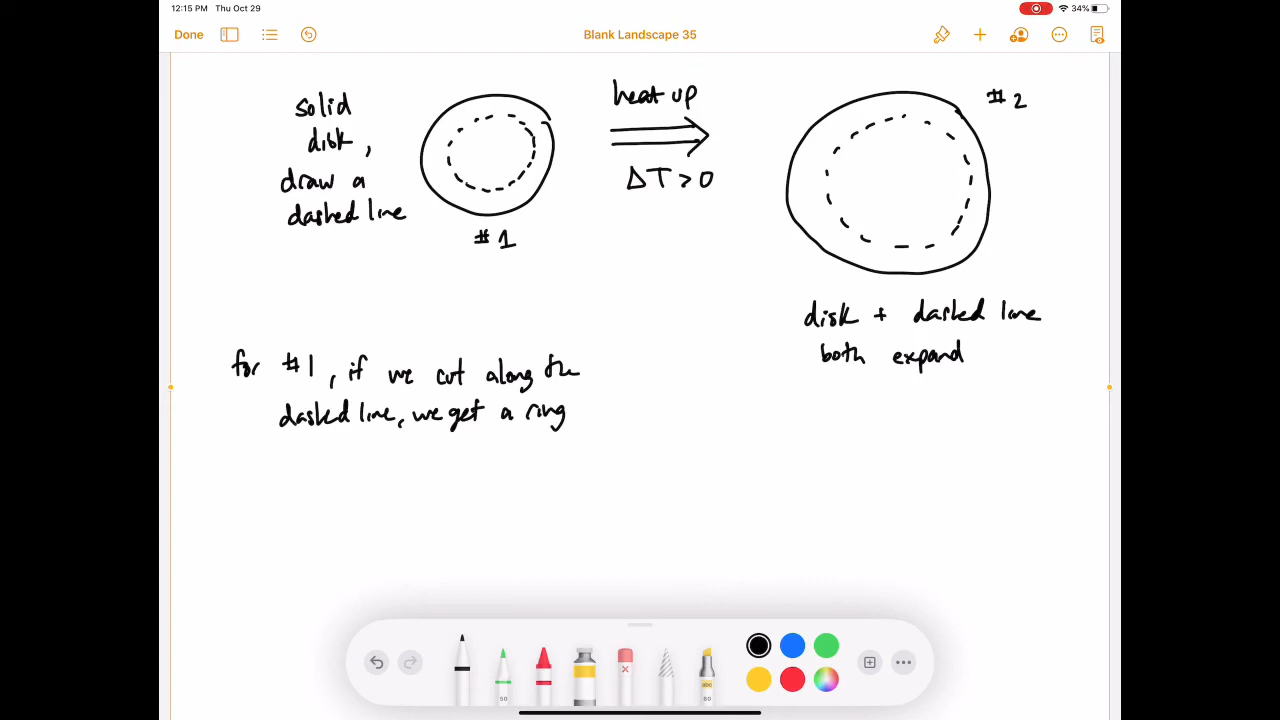 12:15 PM Thu Oct 29
34%
Done
Blank Landscape 35
solid
disk,
draw a
dashed line
#1
heat up
ΔT > 0
#2
disk + dashed line
both expand
for #1, if we cut along the
dashed line, we get a ring
50
80